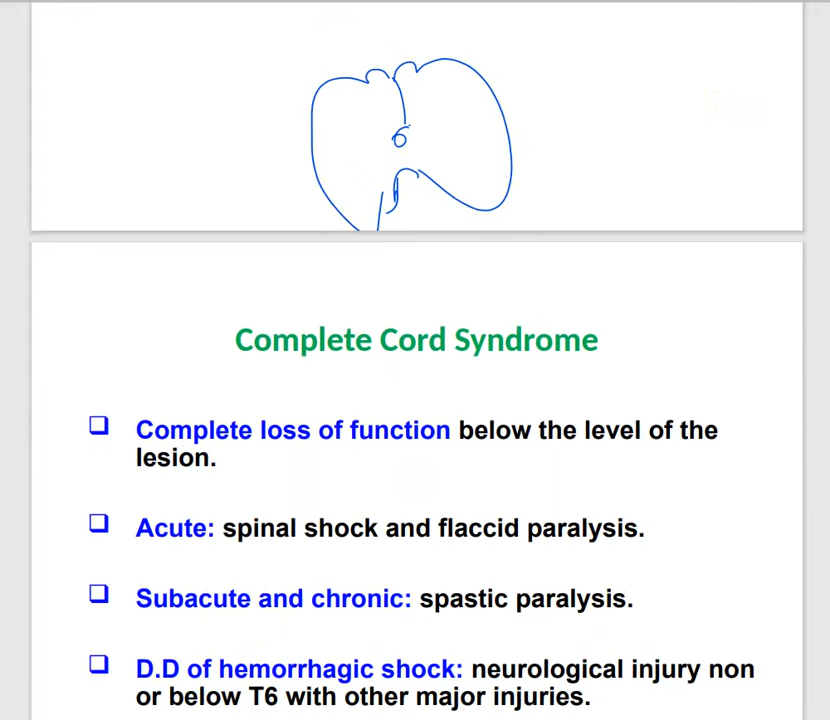 Complete Cord Syndrome
Complete loss of function below the level of the
lesion.
Acute: spinal shock and flaccid paralysis.
Subacute and chronic: spastic paralysis.
D.D of hemorrhagic shock: neurological injury non
or below T6 with other major injuries.